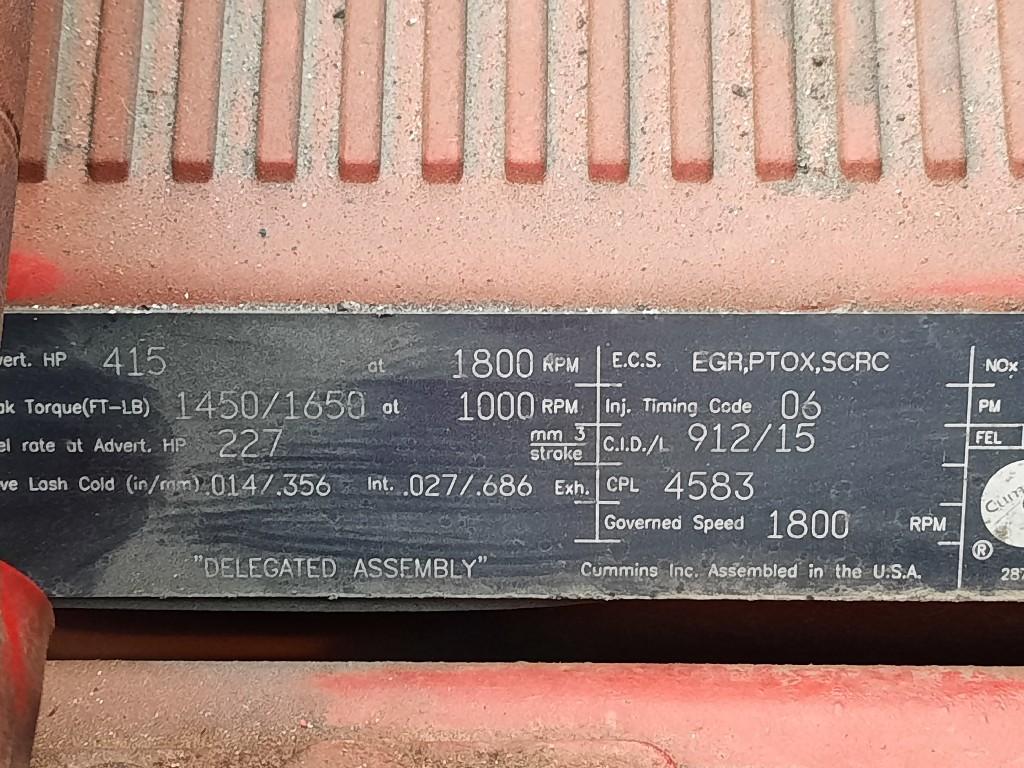 vert. HP 415 at 1800 RPM
ak Torque(FT-LB) 1450/1650 at 1000 RPM
el rate at Advert. HP 227 mm 3 stroke
ve Lash Cold (in/mm) .014/.356 Int. .027/.686 Exh.
"DELEGATED ASSEMBLY"
E.C.S. EGR,PTOX,SCRC
Inj. Timing Code 06
C.I.D./L 912/15
CPL 4583
Governed Speed 1800 RPM
Cummins Inc. Assembled in the U.S.A.
NOx
PM
FEL
Cum
®
287